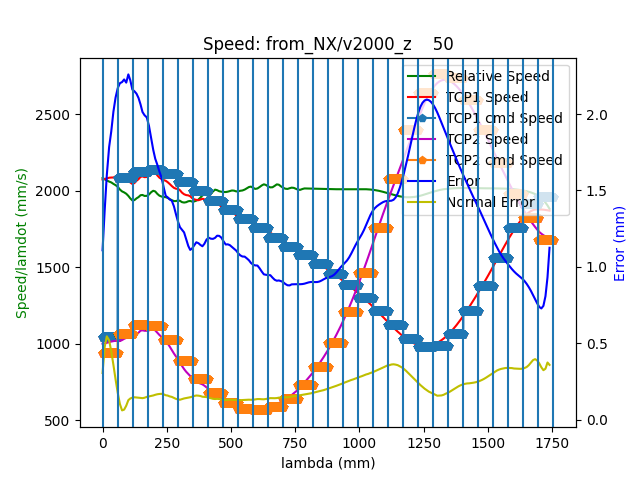 Speed: from_NX/v2000_z    50
Relative Speed
TCP1 Speed
TCP1 cmd Speed
TCP2 Speed
TCP2 cmd Speed
Error
Normal Error
Speed/lamdot (mm/s)
2500
2000
1500
1000
500
2.0
1.5
1.0
0.5
0.0
Error (mm)
0 250 500 750 1000 1250 1500 1750
lambda (mm)